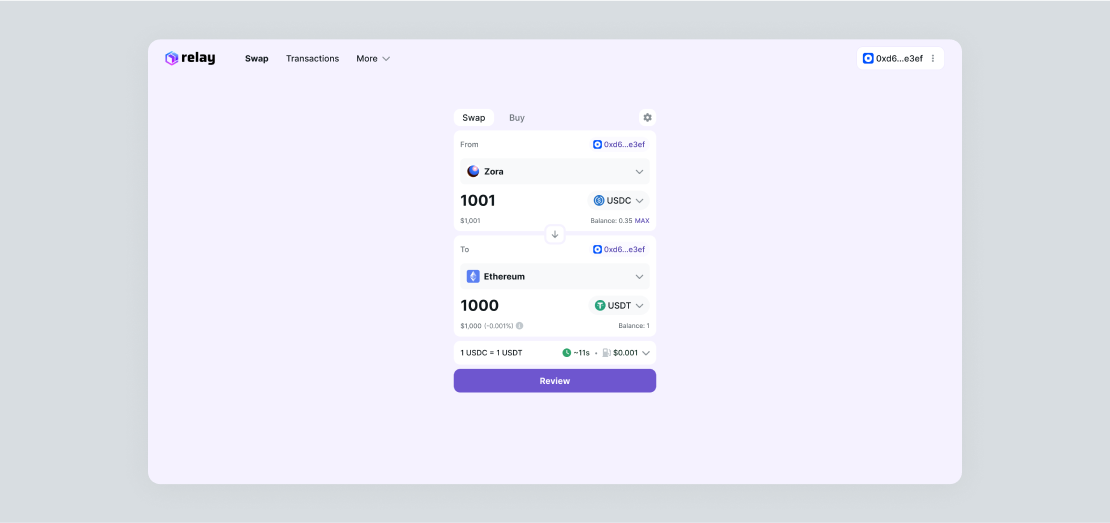 relay Swap Transactions More 0xd6...e3ef
Swap Buy
From 0xd6...e3ef
Zora
1001 USDC
$1,001 Balance: 0.35 MAX
To 0xd6...e3ef
Ethereum
1000 USDT
$1,000 (-0.001%) Balance: 1
1 USDC = 1 USDT ~11s • $0.001
Review